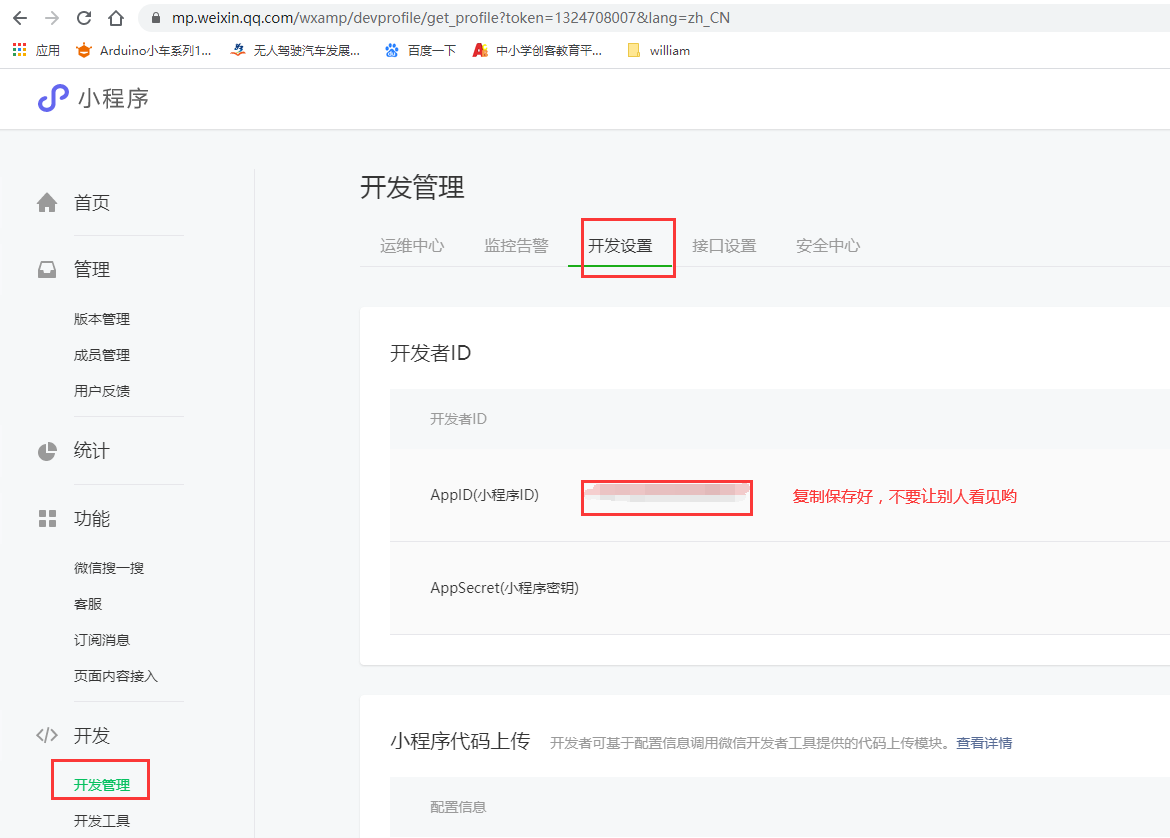 mp.weixin.qq.com/wxamp/devprofile/get_profile?token=1324708007&lang=zh_CN
应用 Arduino小车系列1... 无人驾驶汽车发展... 百度一下 中小学创客教育平... william
小程序
首页
管理
版本管理
成员管理
用户反馈
统计
功能
微信搜一搜
客服
订阅消息
页面内容接入
开发
开发管理
开发工具
开发管理
运维中心 监控告警 开发设置 接口设置 安全中心
开发者ID
开发者ID
AppID(小程序ID) 复制保存好，不要让别人看见哟
AppSecret(小程序密钥)
小程序代码上传 开发者可基于配置信息调用微信开发者工具提供的代码上传模块。查看详情
配置信息